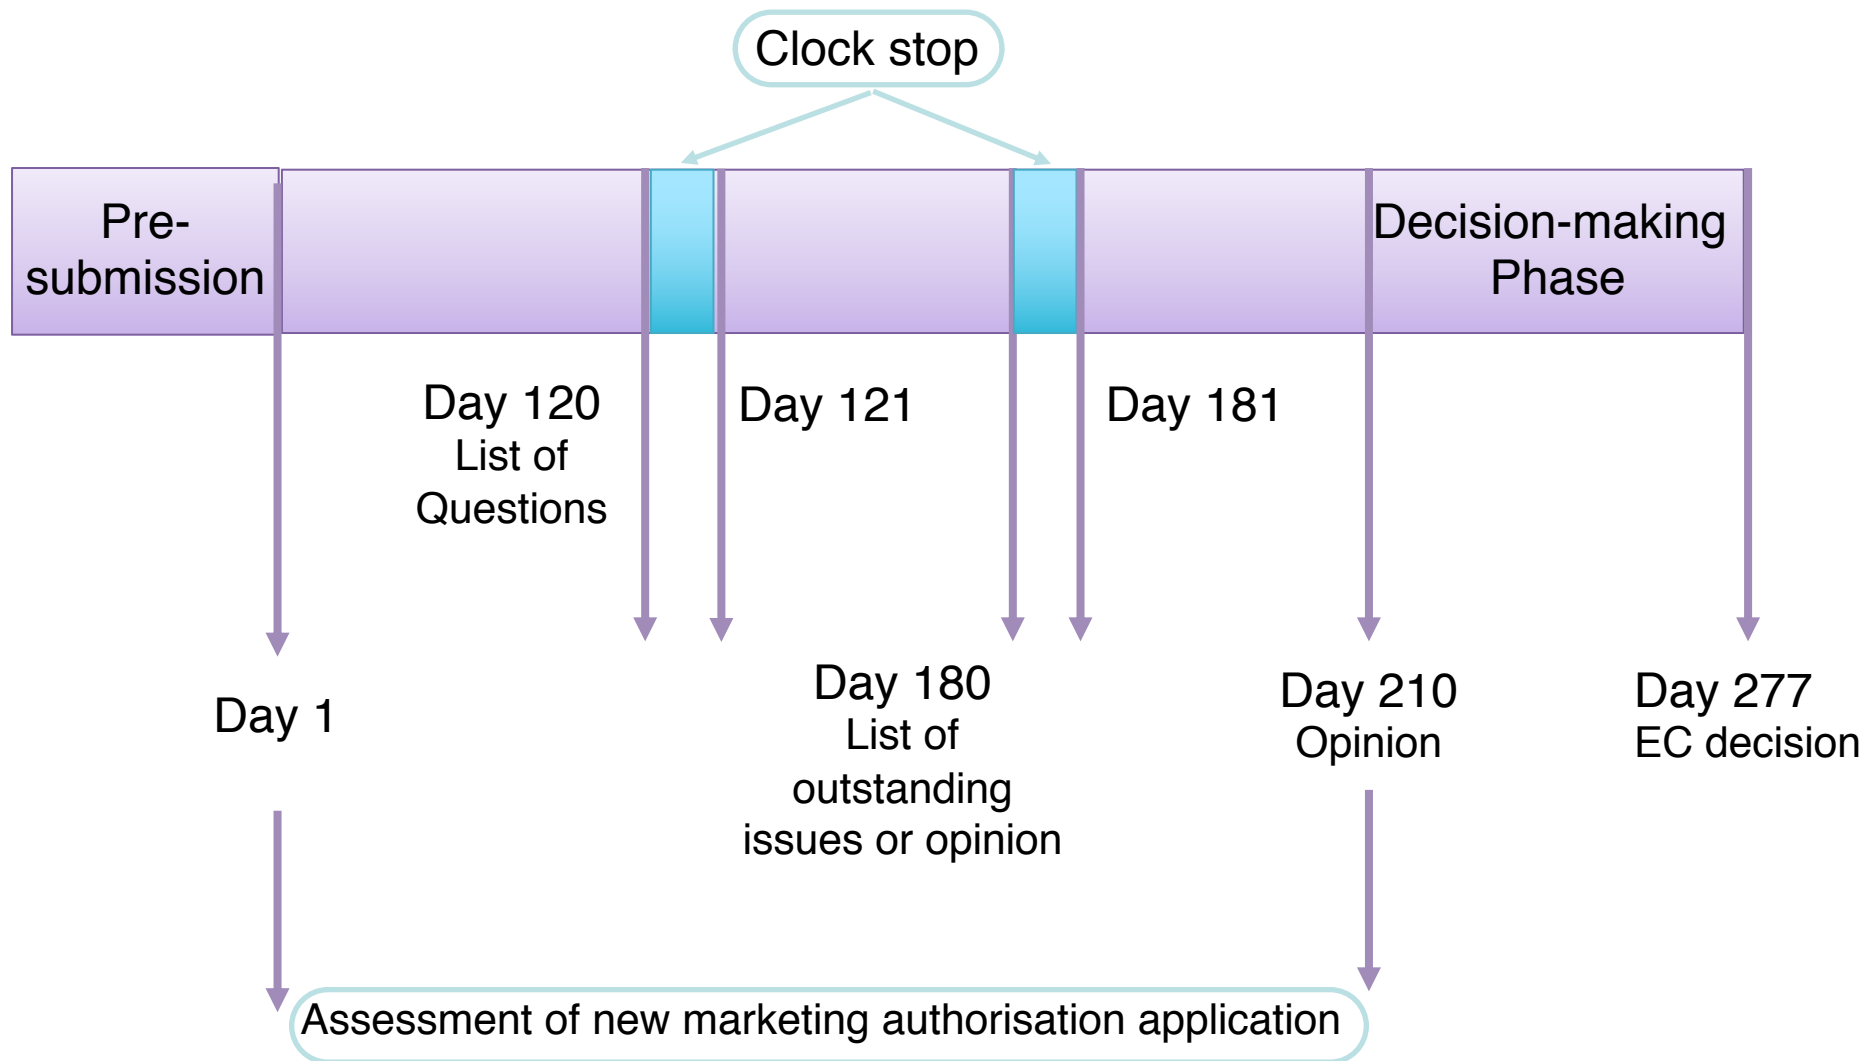 Clock stop
Pre-
submission
Decision-making
Phase
Day 120
List of
Questions
Day 121
Day 181
Day 1
Day 180
List of
outstanding
issues or opinion
Day 210
Opinion
Day 277
EC decision
Assessment of new marketing authorisation application